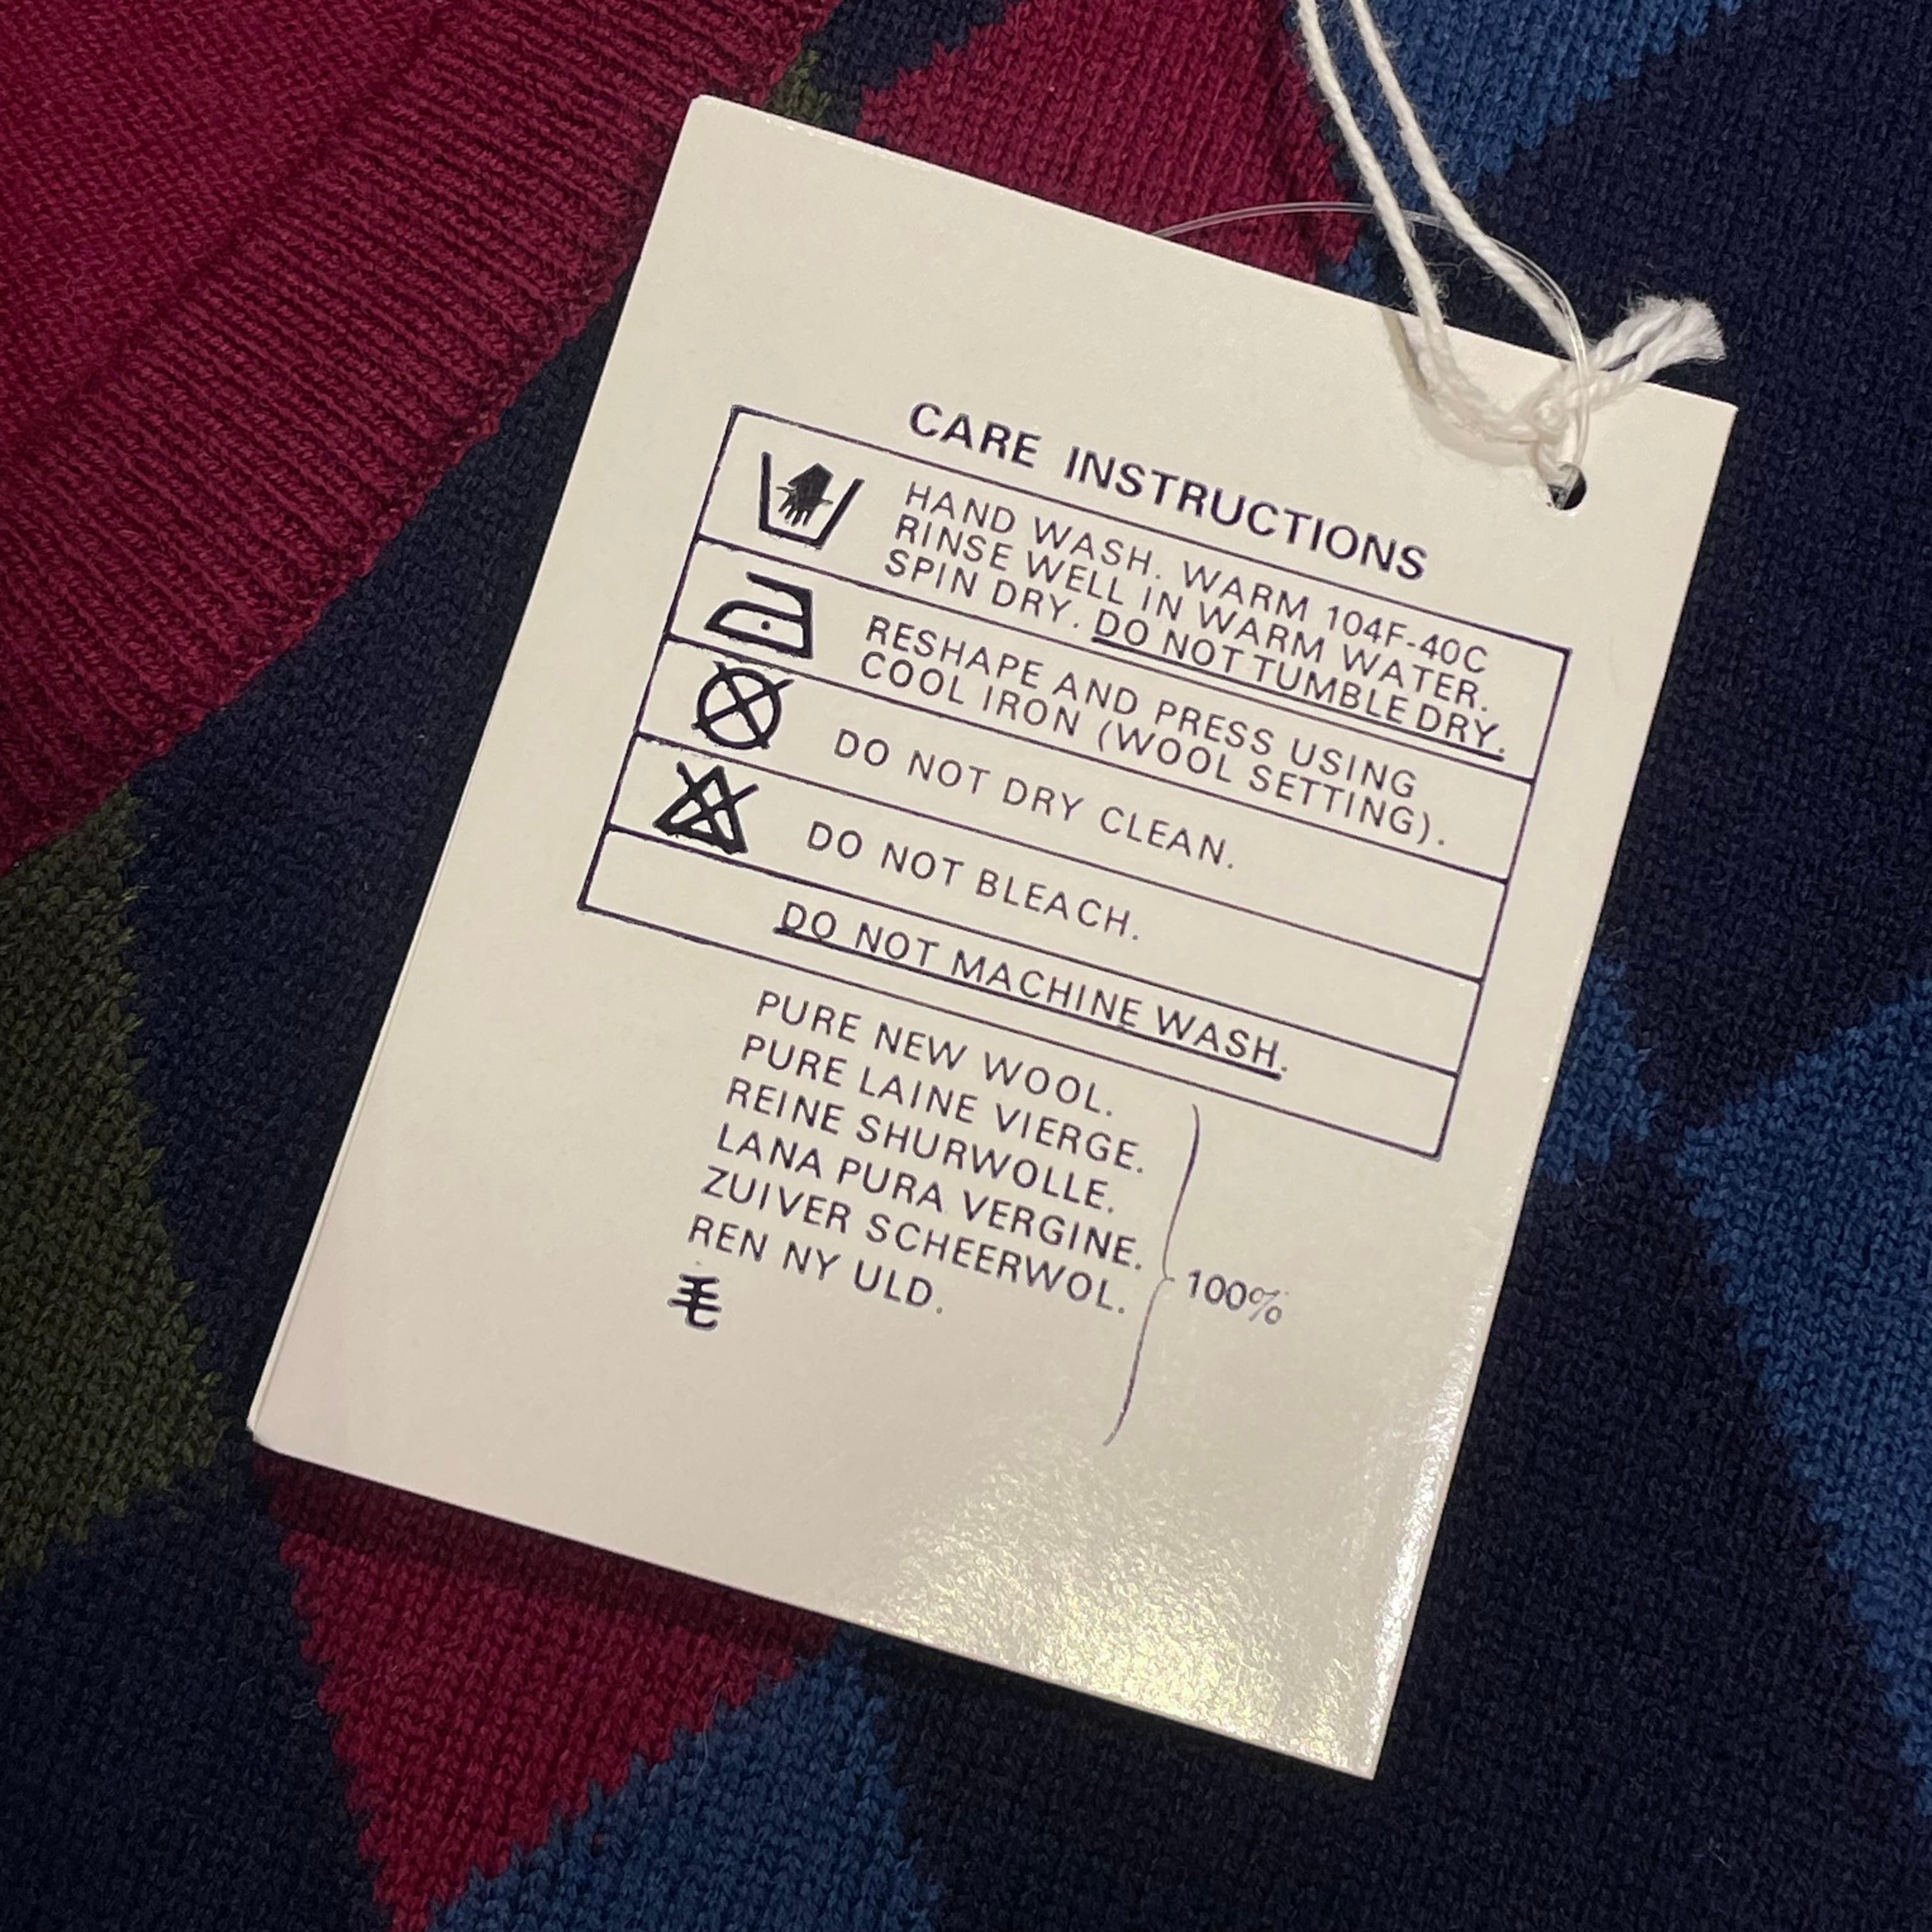 CARE INSTRUCTIONS
HAND WASH. WARM 104F-40C
RINSE WELL IN WARM WATER.
SPIN DRY. DO NOT TUMBLE DRY.
RESHAPE AND PRESS USING
COOL IRON (WOOL SETTING).
DO NOT DRY CLEAN.
DO NOT BLEACH.
DO NOT MACHINE WASH.
PURE NEW WOOL.
PURE LAINE VIERGE.
REINE SHURWOLLE.
LANA PURA VERGINE.
ZUIVER SCHEERWOL.
REN NY ULD.
毛
100%